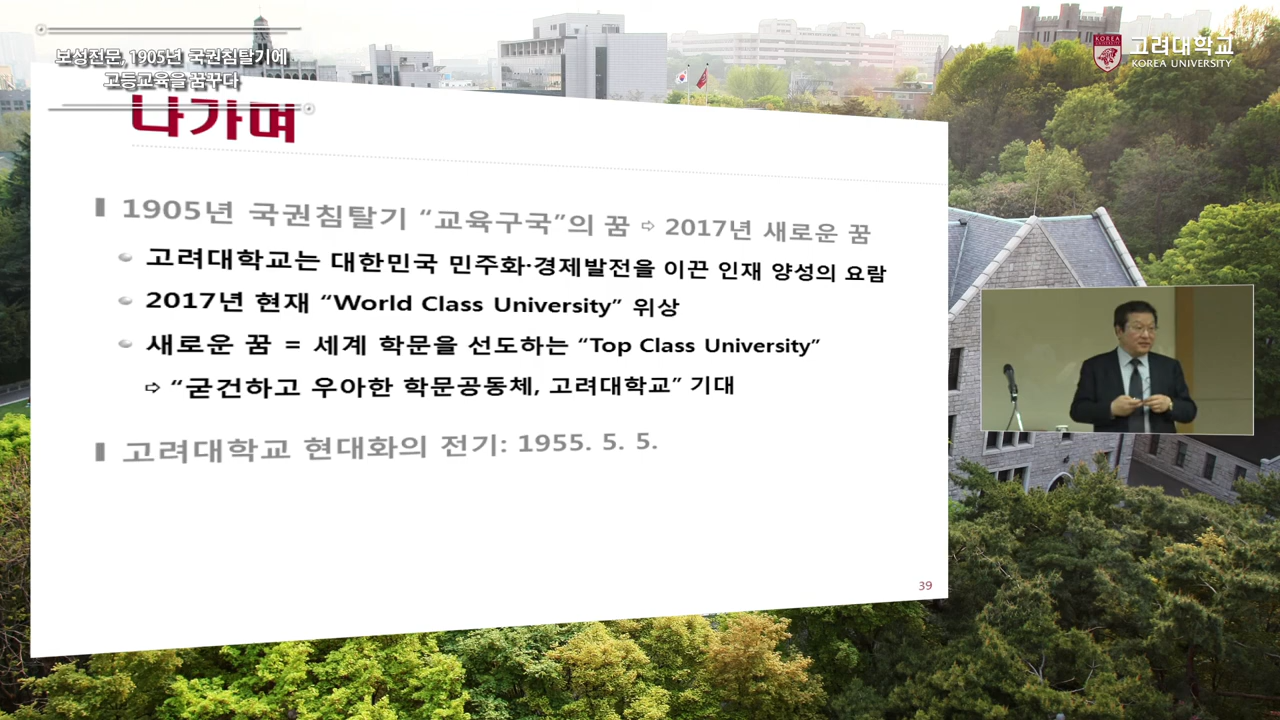 보성전문, 1905년 국권침탈기에
고등교육을 꿈꾸다
고려대학교
KOREA UNIVERSITY
나가며
1905년 국권침탈기 “교육구국”의 꿈 ⇨ 2017년 새로운 꿈
고려대학교는 대한민국 민주화·경제발전을 이끈 인재 양성의 요람
2017년 현재 “World Class University” 위상
새로운 꿈 = 세계 학문을 선도하는 “Top Class University”
⇨ “굳건하고 우아한 학문공동체, 고려대학교” 기대
고려대학교 현대화의 전기: 1955. 5. 5.
39